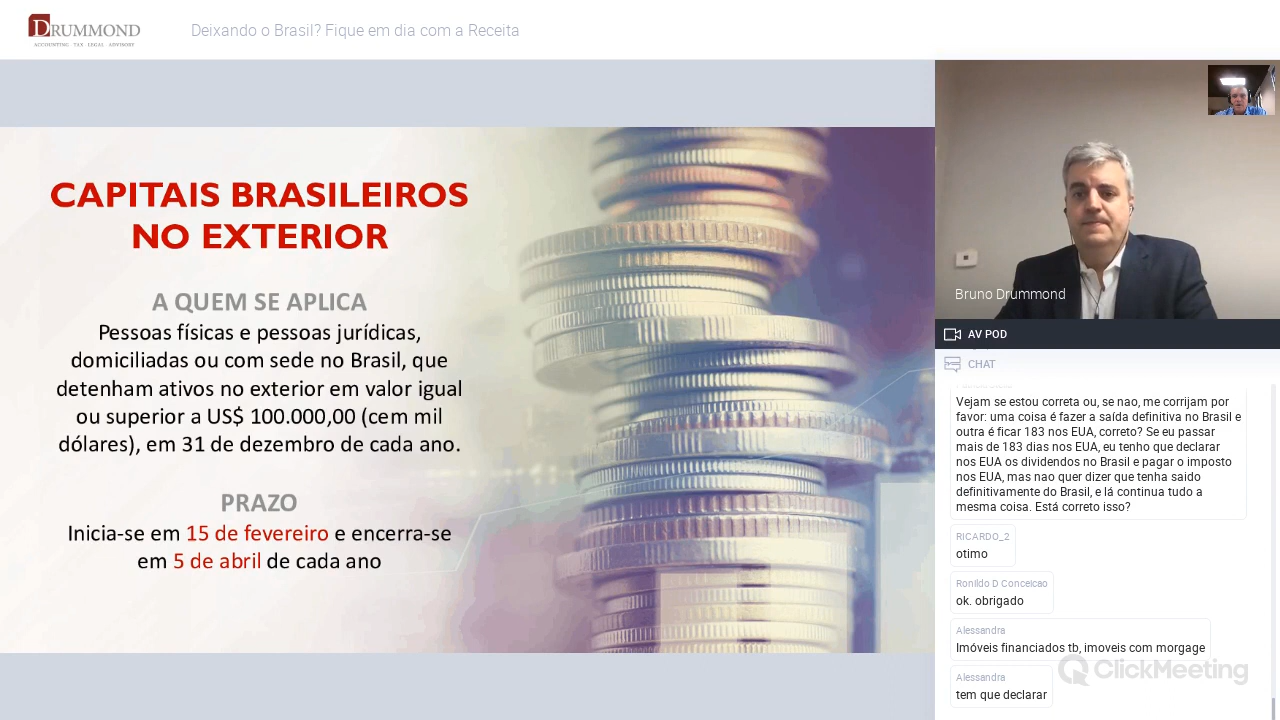 DRUMMOND
ACCOUNTING TAX LEGAL ADVISORY
Deixando o Brasil? Fique em dia com a Receita
CAPITAIS BRASILEIROS
NO EXTERIOR
A QUEM SE APLICA
Pessoas físicas e pessoas jurídicas,
domiciliadas ou com sede no Brasil, que
detenham ativos no exterior em valor igual
ou superior a US$ 100.000,00 (cem mil
dólares), em 31 de dezembro de cada ano.
PRAZO
Inicia-se em 15 de fevereiro e encerra-se
em 5 de abril de cada ano
Bruno Drummond
AV POD
CHAT
Vejam se estou correta ou, se nao, me corrijam por
favor: uma coisa é fazer a saída definitiva no Brasil e
outra é ficar 183 nos EUA, correto? Se eu passar
mais de 183 dias nos EUA, eu tenho que declarar
nos EUA os dividendos no Brasil e pagar o imposto
nos EUA, mas nao quer dizer que tenha saido
definitivamente do Brasil, e lá continua tudo a
mesma coisa. Está correto isso?
RICARDO_2
otimo
Ronildo D Conceicao
ok. obrigado
Alessandra
Imóveis financiados tb, imoveis com morgage
ClickMeeting
Alessandra
tem que declarar